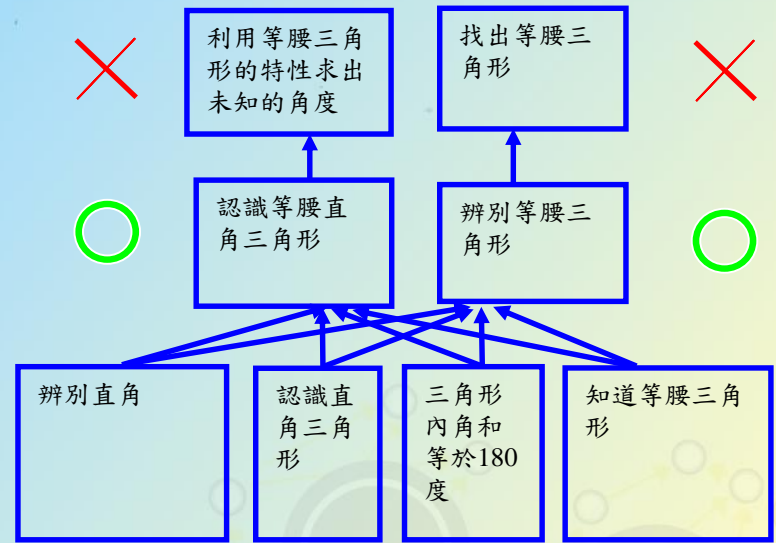 利用等腰三角
形的特性求出
未知的角度
找出等腰三
角形
認識等腰直
角三角形
辨別等腰三
角形
辨別直角
認識直
角三角
形
三角形
內角和
等於180
度
知道等腰三角
形